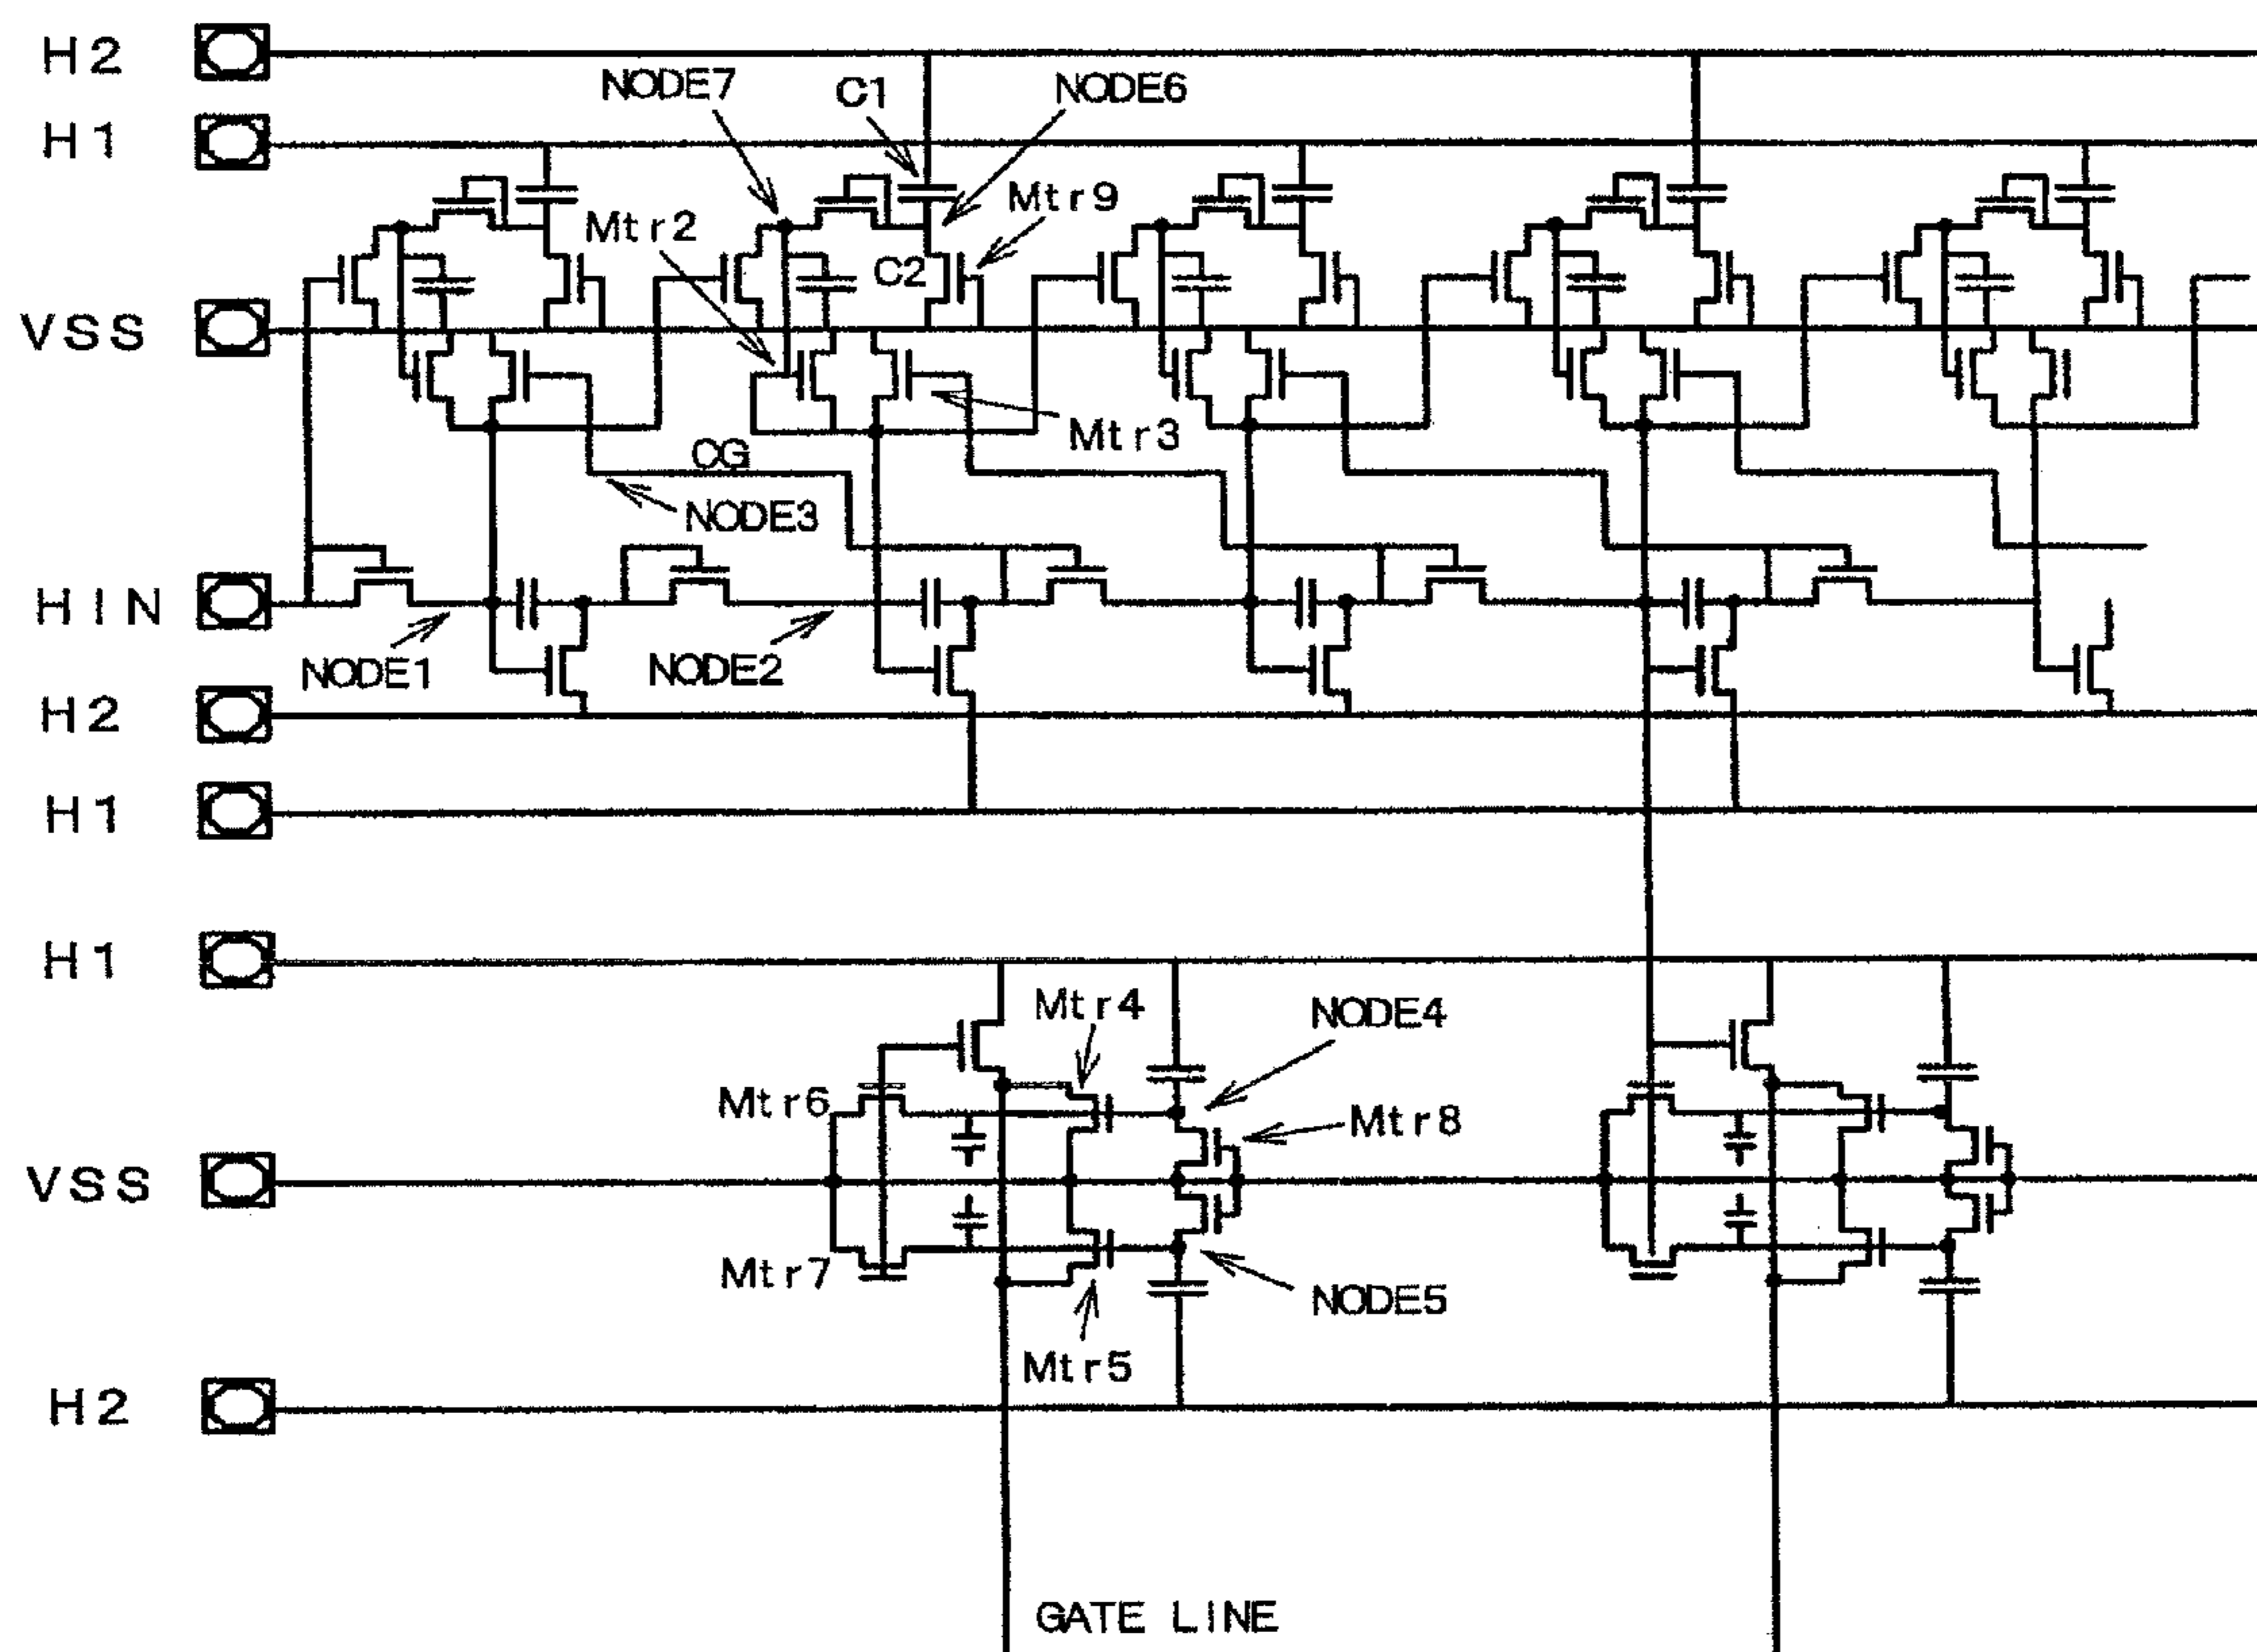 H2
NODE7
C1
NODE6
H1
Mtr9
Mtr2
C2
VSS
Mtr3
CG
NODE3
HIN
NODE1
NODE2
H2
H1
H1
Mtr4
NODE4
Mtr6
Mtr8
VSS
Mtr7
NODE5
Mtr5
H2
GATE LINE